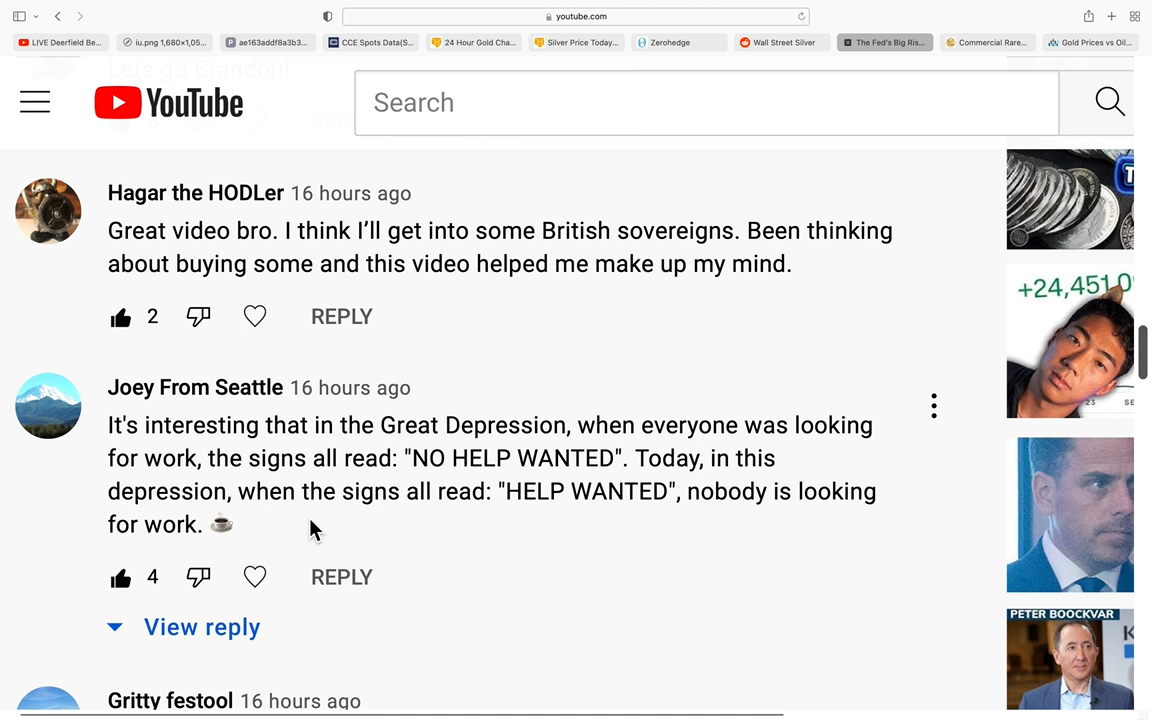 youtube.com
LIVE Deerfield Be...
iu.png 1,680×1,05...
ae163addf8a3b3...
CCE Spots Data(S...
24 Hour Gold Cha...
Silver Price Today...
Zerohedge
Wall Street Silver
The Fed's Big Ris...
Commercial Rare...
Gold Prices vs Oil...
Lets go Brandon!
YouTube
Search
Hagar the HODLer 16 hours ago
Great video bro. I think I’ll get into some British sovereigns. Been thinking
about buying some and this video helped me make up my mind.
2 REPLY
+24,451.0
Joey From Seattle 16 hours ago
It's interesting that in the Great Depression, when everyone was looking
for work, the signs all read: "NO HELP WANTED". Today, in this
depression, when the signs all read: "HELP WANTED", nobody is looking
for work. ☕
4 REPLY
View reply
PETER BOOCKVAR
Gritty festool 16 hours ago